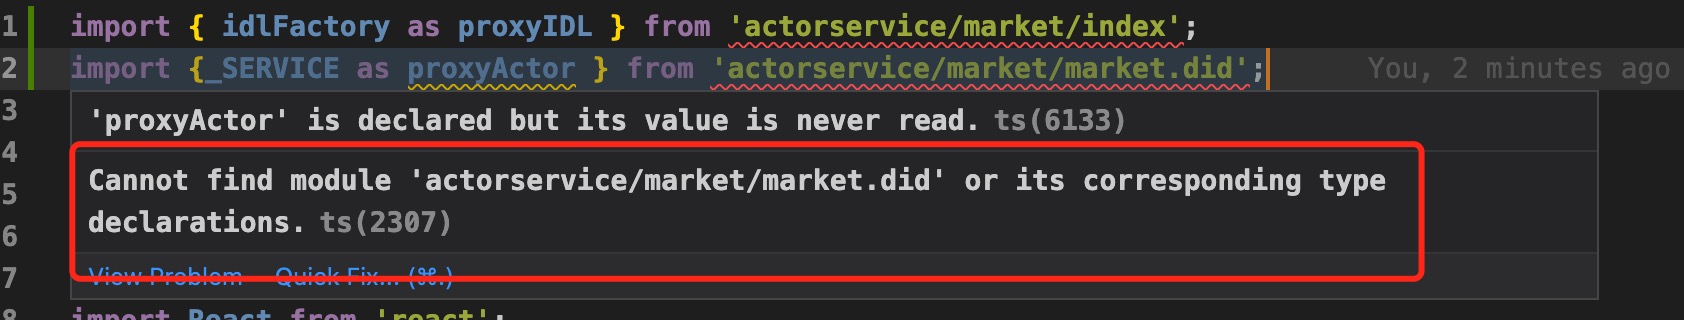 1 import { idlFactory as proxyIDL } from 'actorservice/market/index';
2 import {_SERVICE as proxyActor } from 'actorservice/market/market.did'; You, 2 minutes ago
3 'proxyActor' is declared but its value is never read. ts(6133)
4
Cannot find module 'actorservice/market/market.did' or its corresponding type
5
declarations. ts(2307)
6
7 View Problem Quick Fix... (⌘.)
8 import React from 'react';